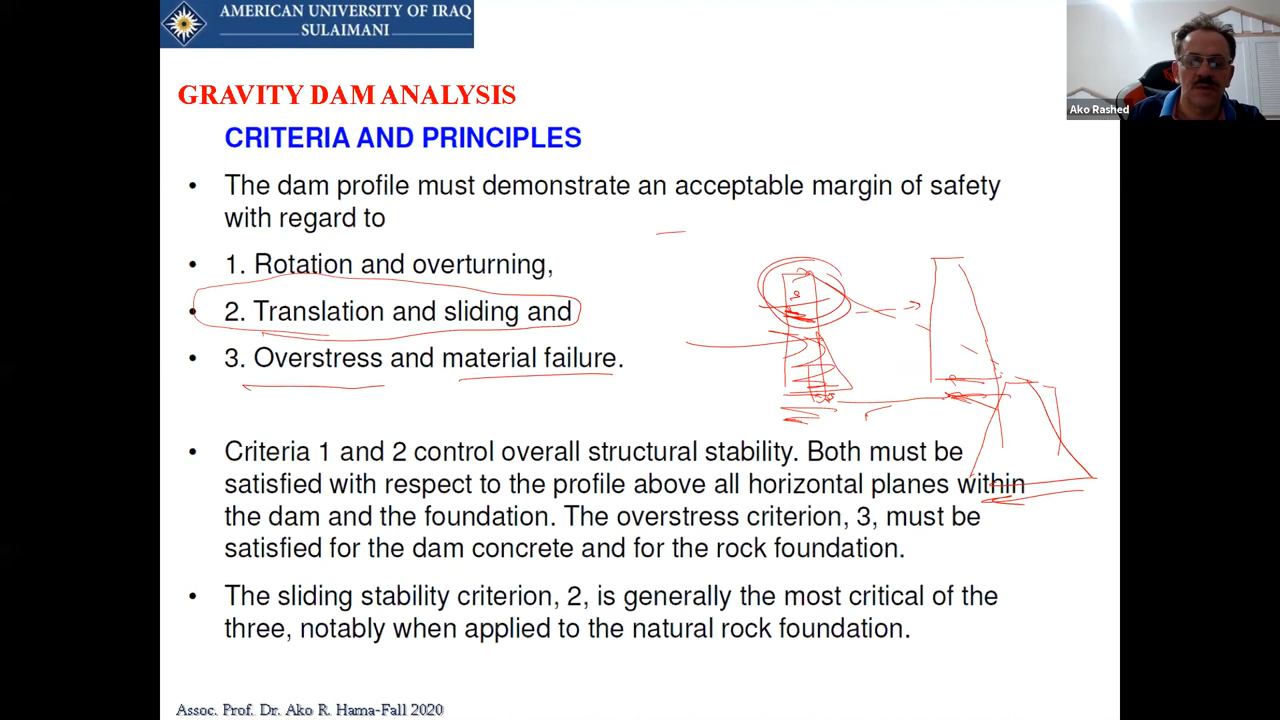 AMERICAN UNIVERSITY OF IRAQ
SULAIMANI
Ako Rashed
GRAVITY DAM ANALYSIS
CRITERIA AND PRINCIPLES
• The dam profile must demonstrate an acceptable margin of safety
with regard to
• 1. Rotation and overturning,
• 2. Translation and sliding and
• 3. Overstress and material failure.
• Criteria 1 and 2 control overall structural stability. Both must be
satisfied with respect to the profile above all horizontal planes within
the dam and the foundation. The overstress criterion, 3, must be
satisfied for the dam concrete and for the rock foundation.
• The sliding stability criterion, 2, is generally the most critical of the
three, notably when applied to the natural rock foundation.
Assoc. Prof. Dr. Ako R. Hama-Fall 2020